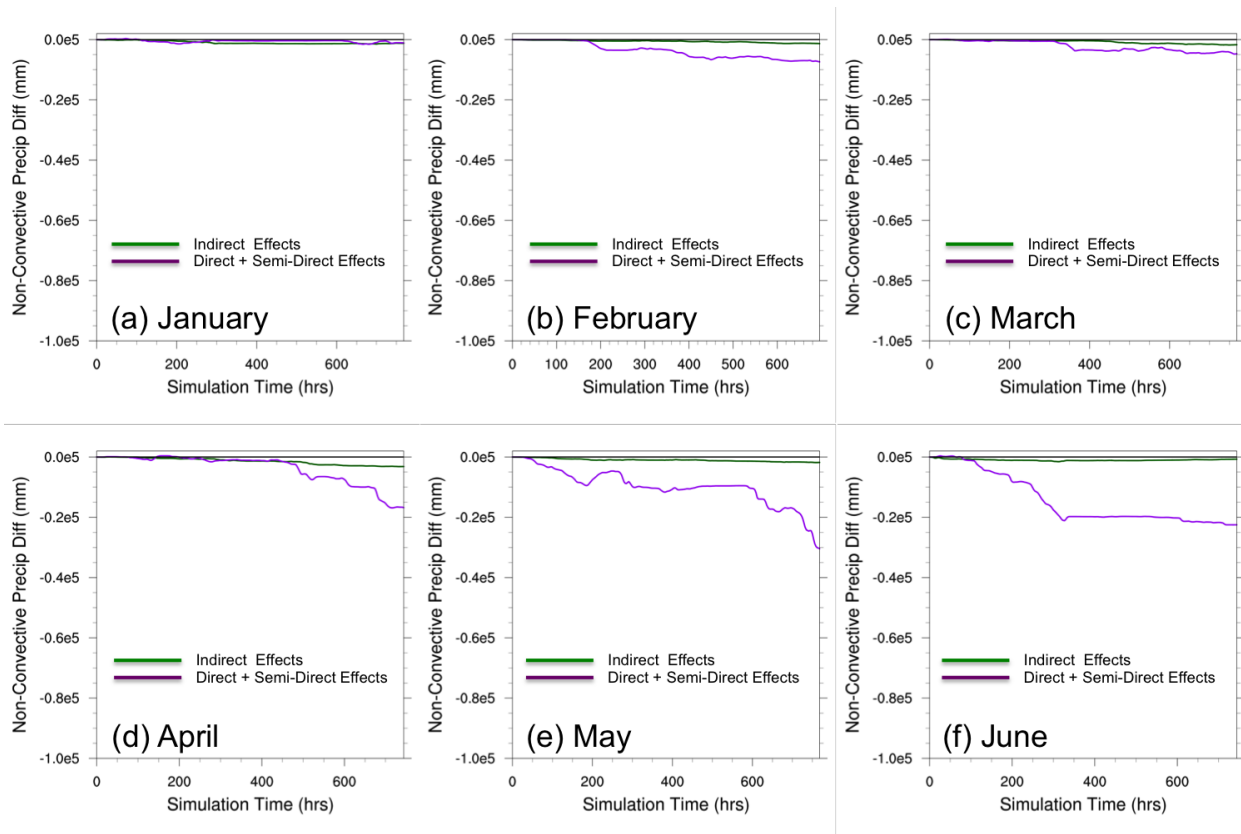 0.0e5
-0.2e5
-0.4e5
-0.6e5
-0.8e5
-1.0e5
Non-Convective Precip Diff (mm)
Indirect Effects
Direct + Semi-Direct Effects
(a) January
0 200 400 600
Simulation Time (hrs)
0.0e5
-0.2e5
-0.4e5
-0.6e5
-0.8e5
-1.0e5
Non-Convective Precip Diff (mm)
Indirect Effects
Direct + Semi-Direct Effects
(b) February
0 100 200 300 400 500 600
Simulation Time (hrs)
0.0e5
-0.2e5
-0.4e5
-0.6e5
-0.8e5
-1.0e5
Non-Convective Precip Diff (mm)
Indirect Effects
Direct + Semi-Direct Effects
(c) March
0 200 400 600
Simulation Time (hrs)
0.0e5
-0.2e5
-0.4e5
-0.6e5
-0.8e5
-1.0e5
Non-Convective Precip Diff (mm)
Indirect Effects
Direct + Semi-Direct Effects
(d) April
0 200 400 600
Simulation Time (hrs)
0.0e5
-0.2e5
-0.4e5
-0.6e5
-0.8e5
-1.0e5
Non-Convective Precip Diff (mm)
Indirect Effects
Direct + Semi-Direct Effects
(e) May
0 200 400 600
Simulation Time (hrs)
0.0e5
-0.2e5
-0.4e5
-0.6e5
-0.8e5
-1.0e5
Non-Convective Precip Diff (mm)
Indirect Effects
Direct + Semi-Direct Effects
(f) June
0 200 400 600
Simulation Time (hrs)